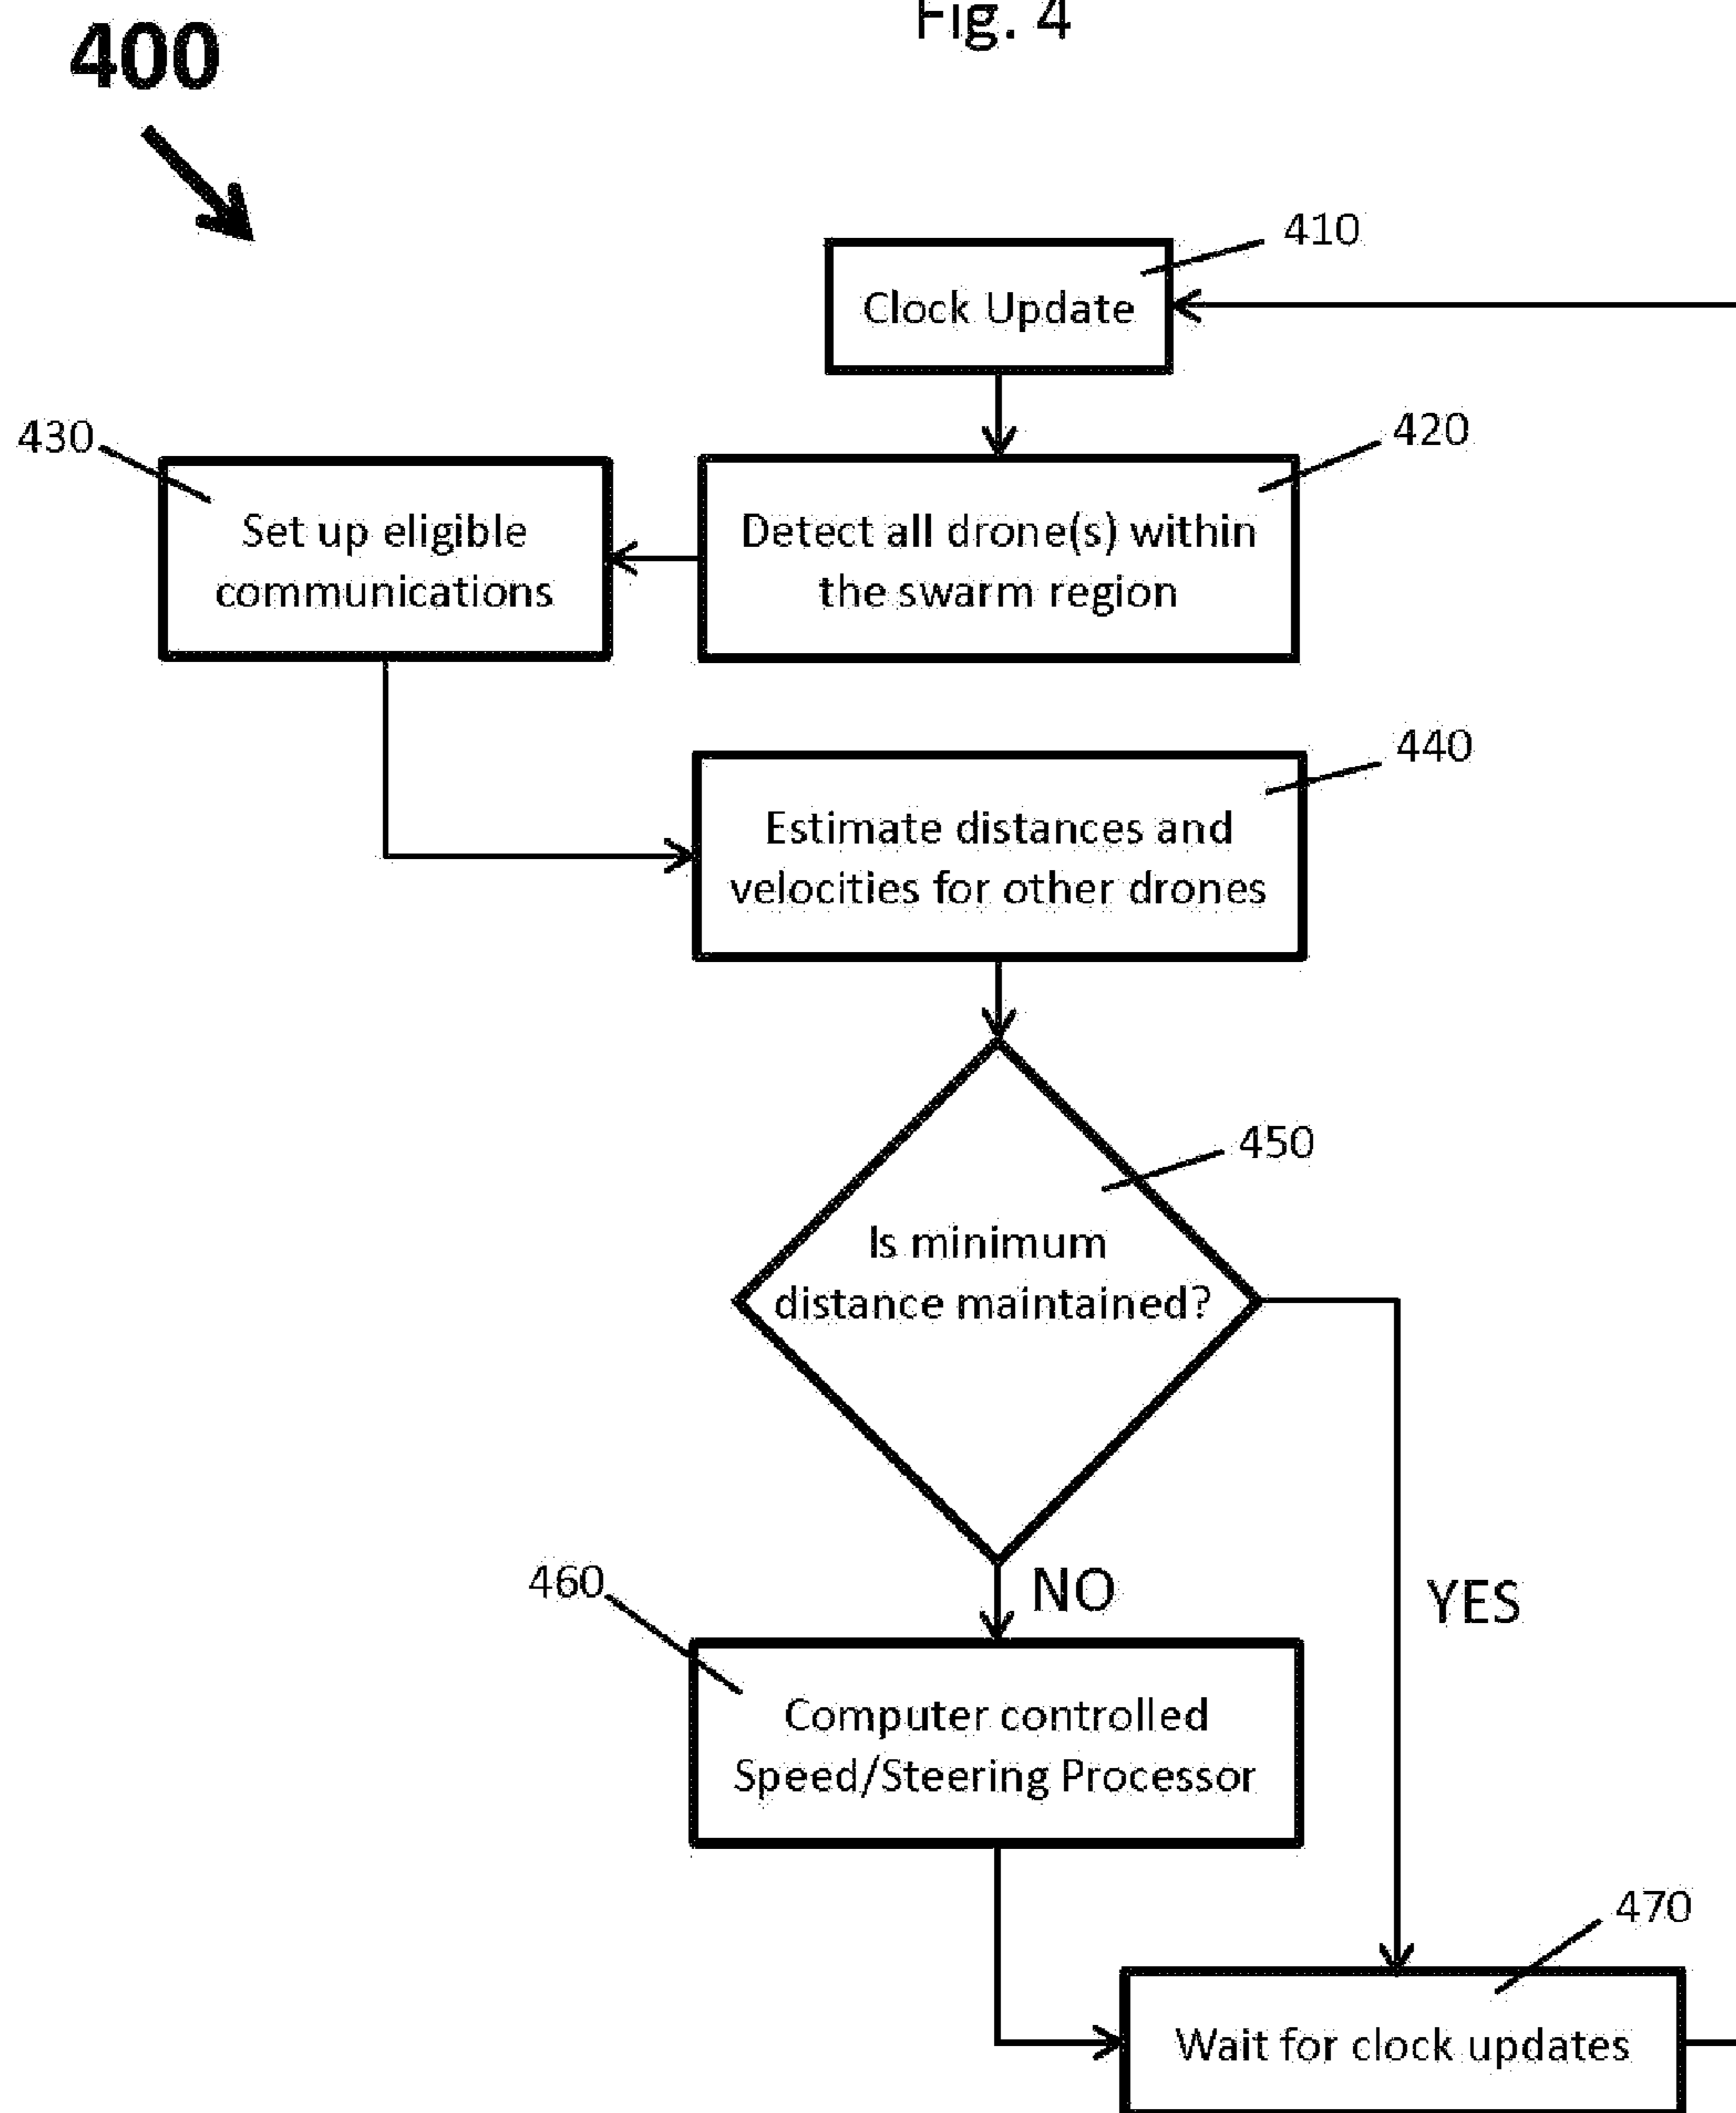 Fig. 4
400
410
Clock Update
420
430
Set up eligible
communications
Detect all drone(s) within
the swarm region
440
Estimate distances and
velocities for other drones
450
Is minimum
distance maintained?
NO
YES
460
Computer controlled
Speed/Steering Processor
470
Wait for clock updates